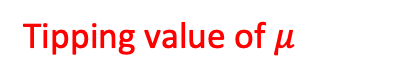 Tipping value of μ